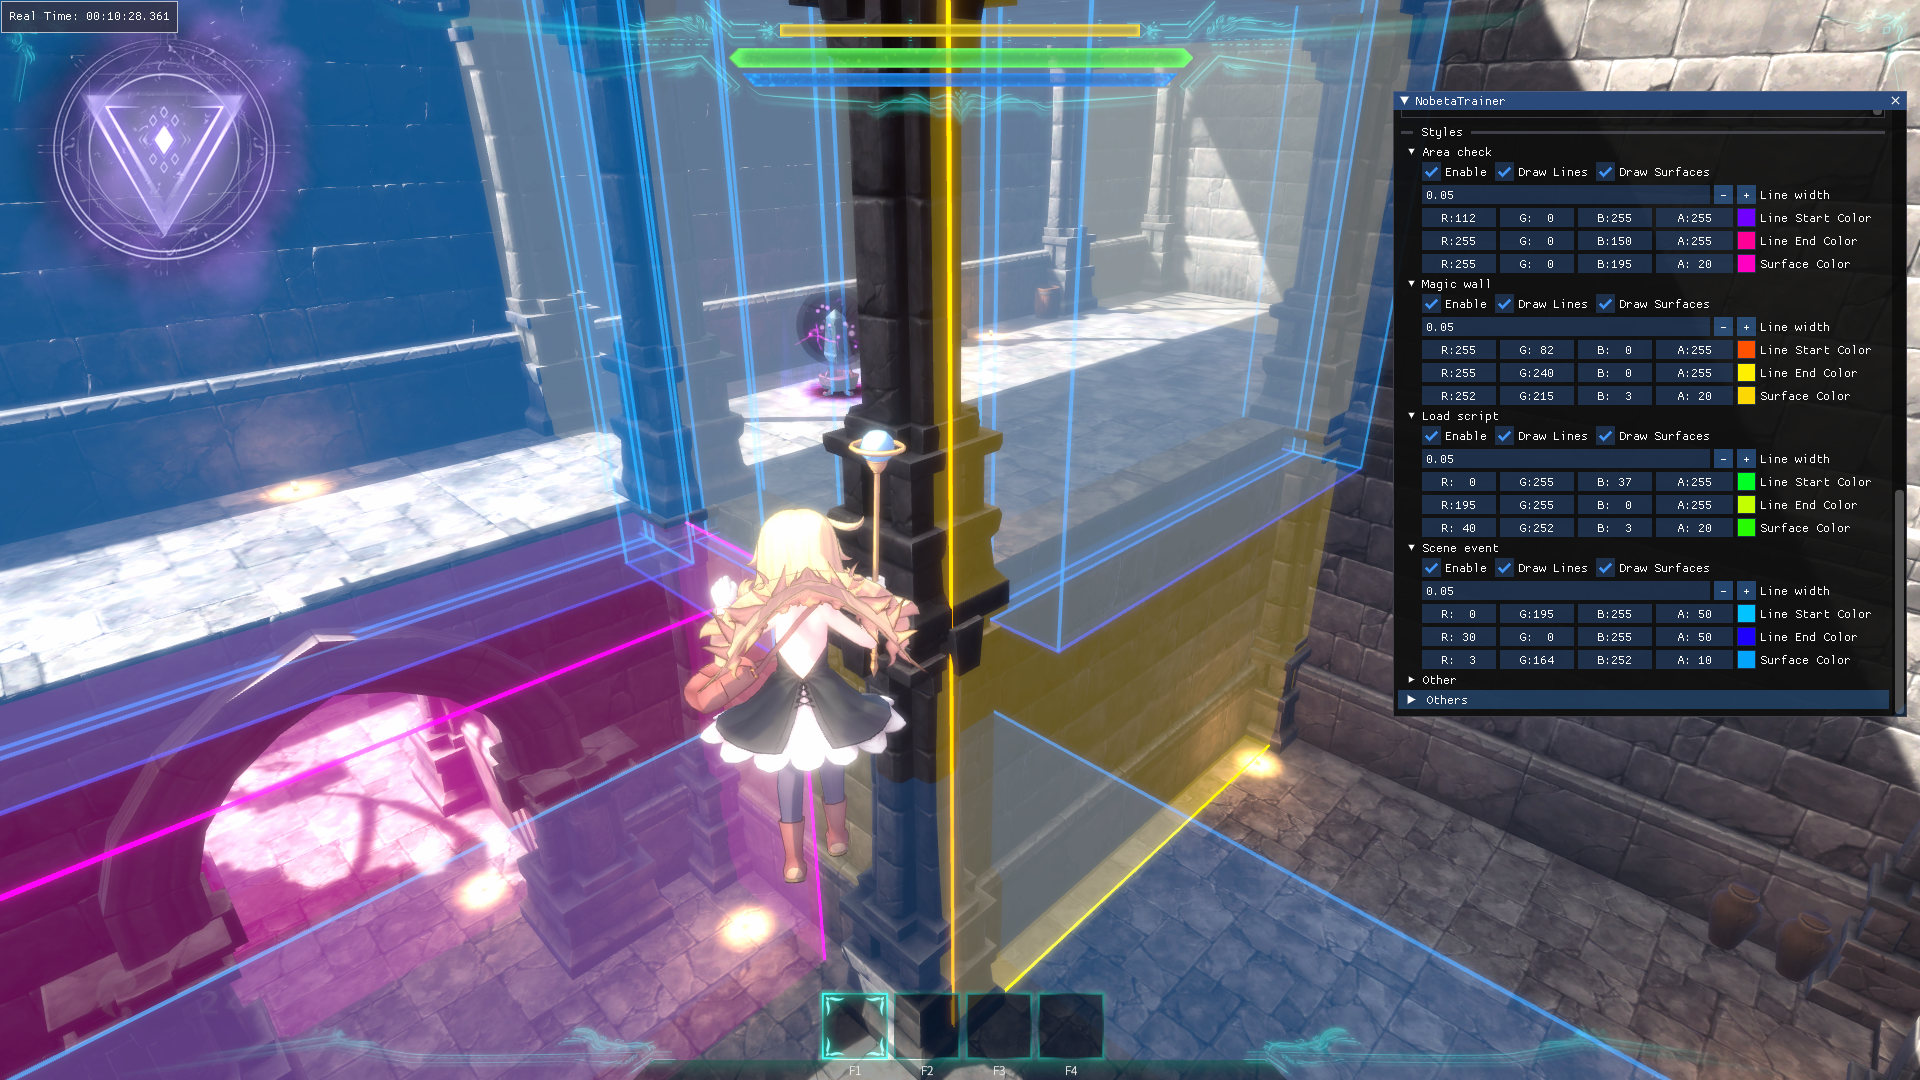 Real Time: 00:10:28.361
NobetaTrainer
Styles
Area check
Enable Draw Lines Draw Surfaces
0.05 - + Line width
R:112 G: 0 B:255 A:255 Line Start Color
R:255 G: 0 B:150 A:255 Line End Color
R:255 G: 0 B:195 A: 20 Surface Color
Magic wall
Enable Draw Lines Draw Surfaces
0.05 - + Line width
R:255 G: 82 B: 0 A:255 Line Start Color
R:255 G:240 B: 0 A:255 Line End Color
R:252 G:215 B: 3 A: 20 Surface Color
Load script
Enable Draw Lines Draw Surfaces
0.05 - + Line width
R: 0 G:255 B: 37 A:255 Line Start Color
R:195 G:255 B: 0 A:255 Line End Color
R: 40 G:252 B: 3 A: 20 Surface Color
Scene event
Enable Draw Lines Draw Surfaces
0.05 - + Line width
R: 0 G:195 B:255 A: 50 Line Start Color
R: 30 G: 0 B:255 A: 50 Line End Color
R: 3 G:164 B:252 A: 10 Surface Color
Other
Others
F1 F2 F3 F4